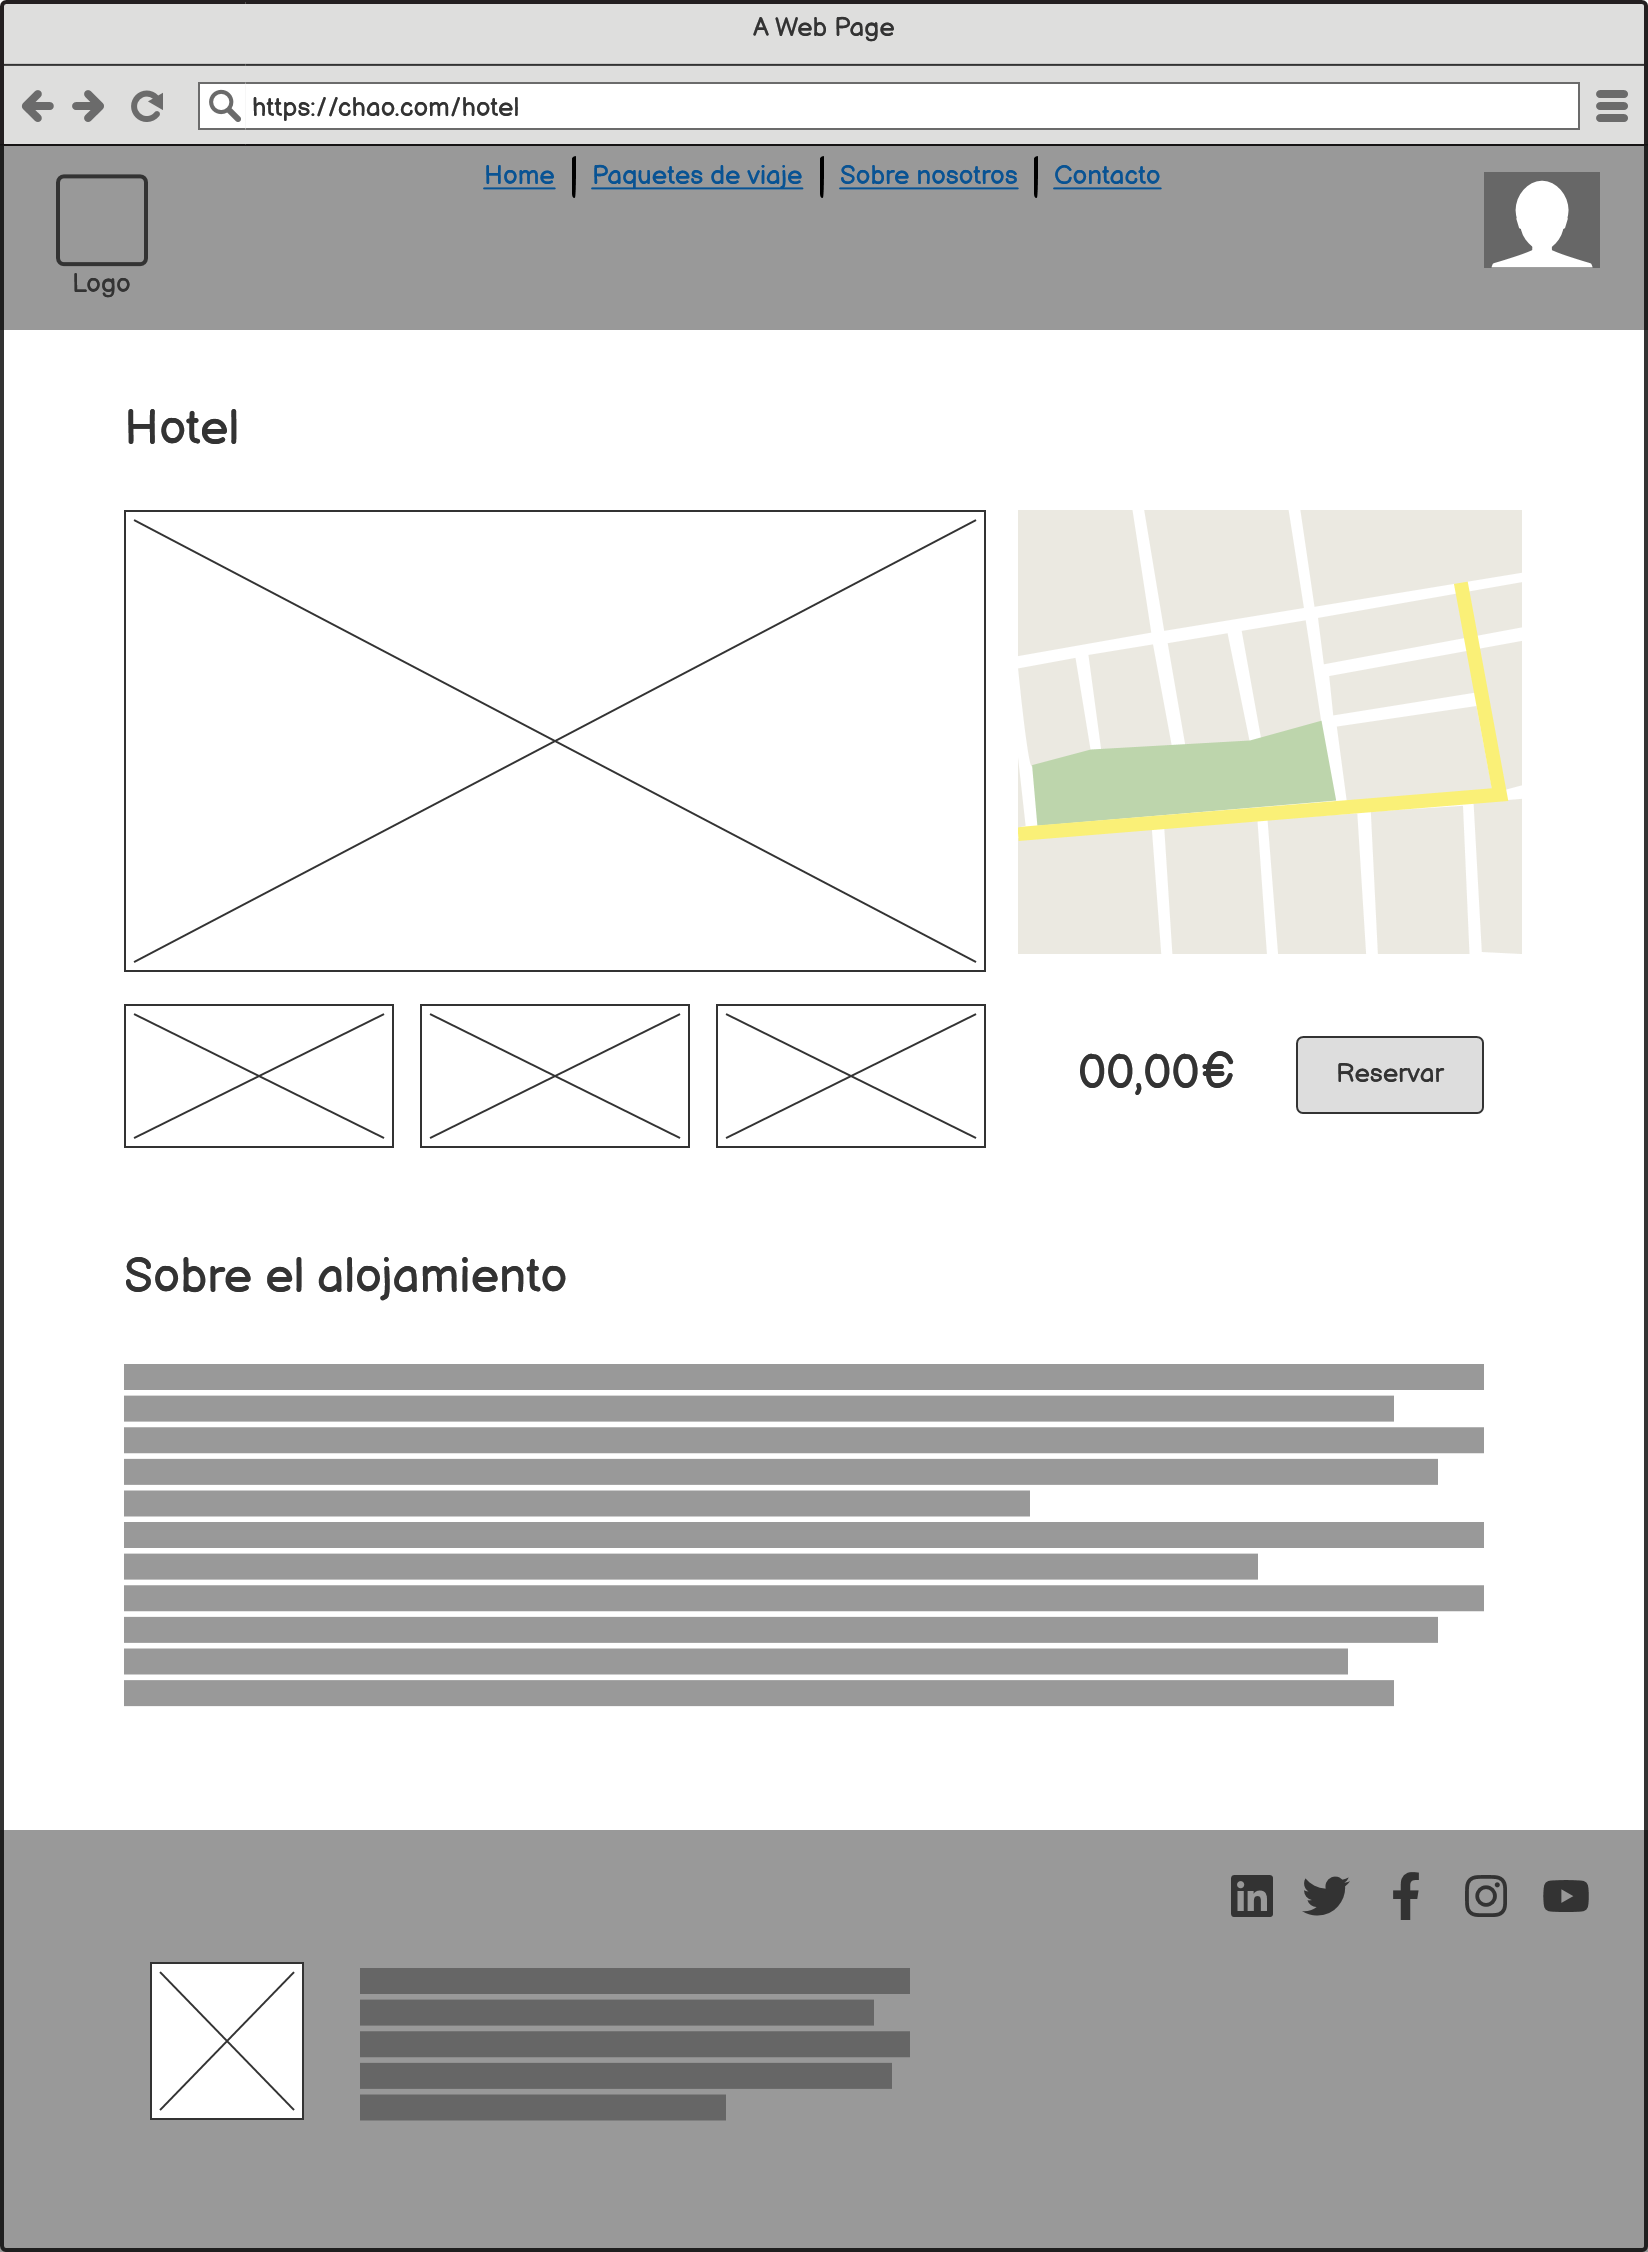 A Web Page
https://chao.com/hotel
Home | Paquetes de viaje | Sobre nosotros | Contacto
Logo
Hotel
00,00€
Reservar
Sobre el alojamiento